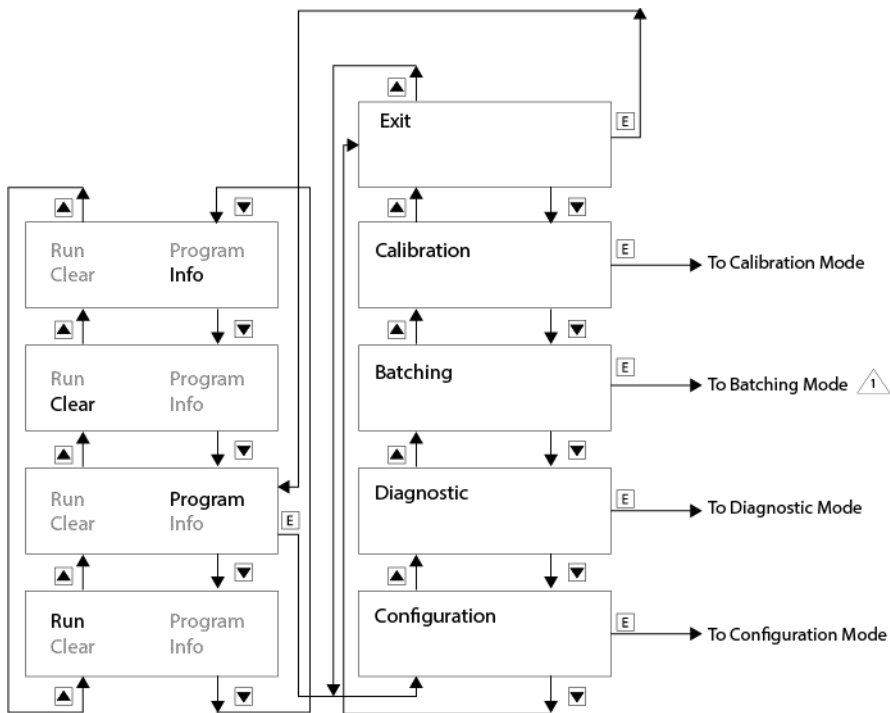 Exit
E
Run Program
Clear Info
Calibration
E
To Calibration Mode
Run Program
Clear Info
Batching
E
To Batching Mode 1
Run Program
Clear Info
E
Diagnostic
E
To Diagnostic Mode
Run Program
Clear Info
Configuration
E
To Configuration Mode